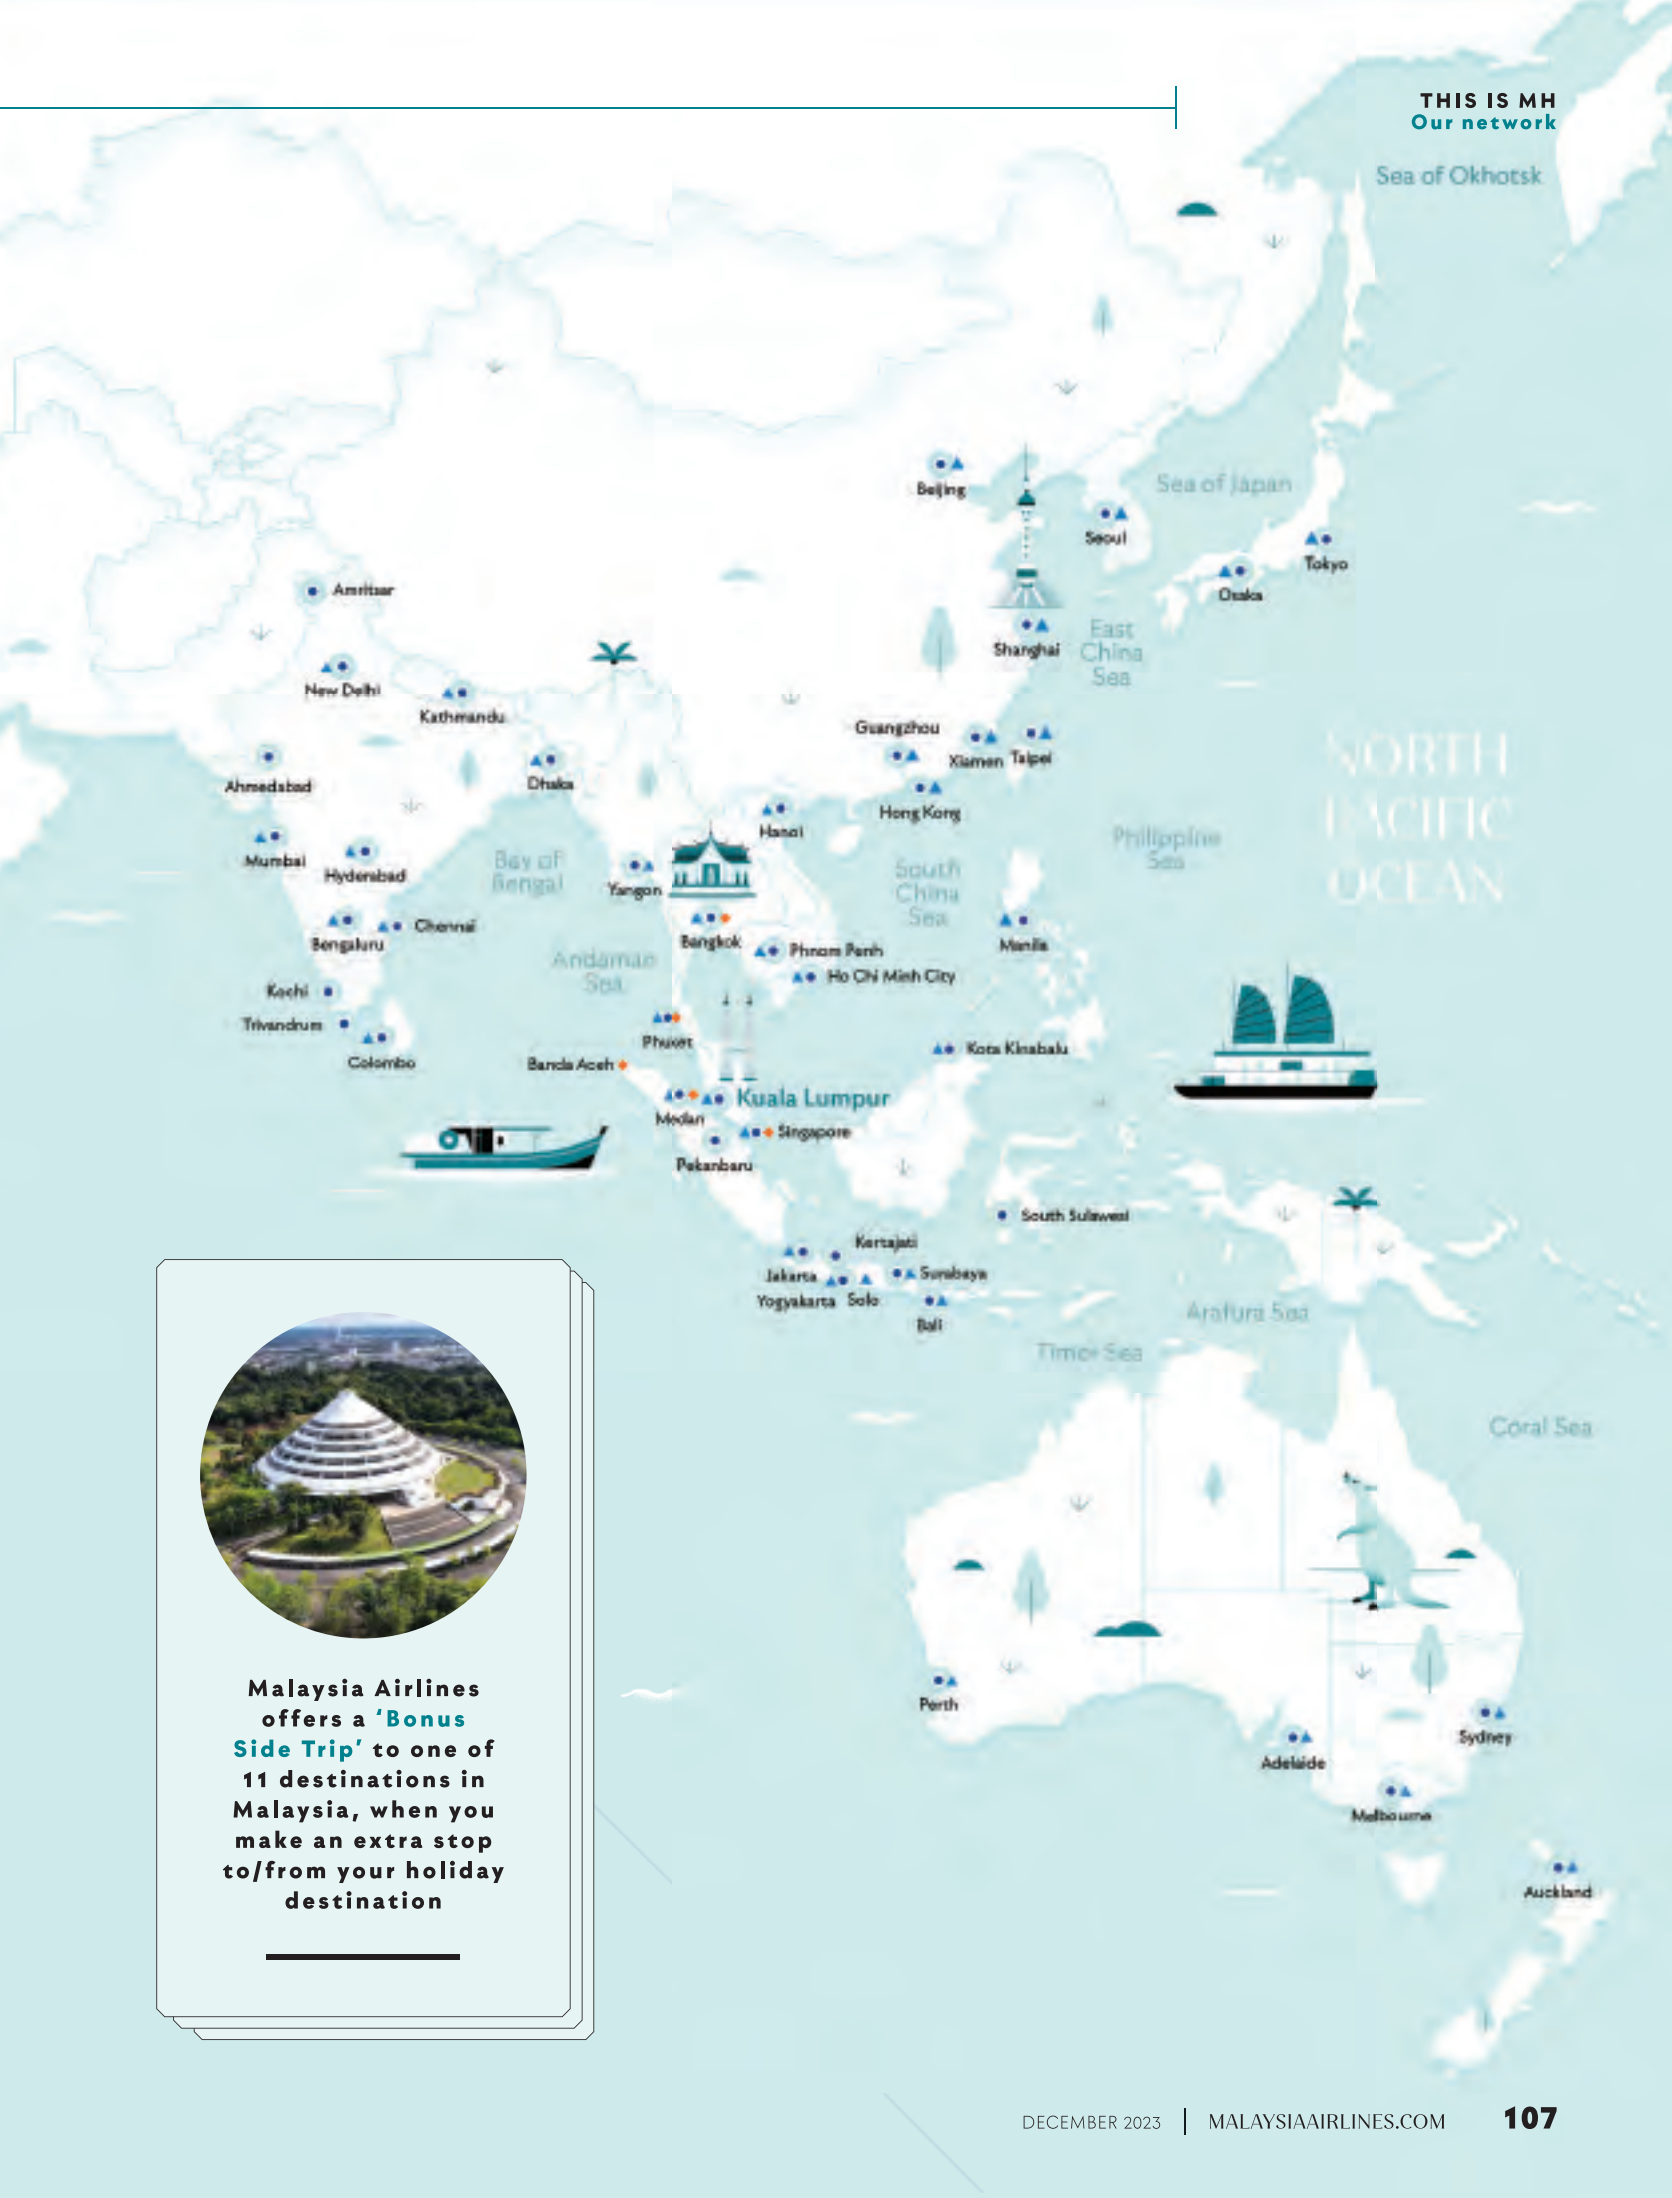 THIS IS MH
Our network
Sea of Okhotsk
Beijing
Sea of Japan
Seoul
Tokyo
Osaka
Amritsar
Shanghai
East
China
Sea
New Delhi
Kathmandu
Guangzhou
Xiamen
Taipei
NORTH
PACIFIC
OCEAN
Ahmedabad
Dhaka
Hong Kong
Hanoi
Philippine
Sea
Mumbai
Hyderabad
Bay of
Bengal
Yangon
South
China
Sea
Bengaluru
Chennai
Bangkok
Manila
Phnom Penh
Andaman
Sea
Ho Chi Minh City
Kochi
Trivandrum
Colombo
Phuket
Kota Kinabalu
Banda Aceh
Kuala Lumpur
Medan
Singapore
Pekanbaru
South Sulawesi
Kertajati
Jakarta
Surabaya
Yogyakarta
Solo
Bali
Arafura Sea
Timor Sea
Coral Sea
Perth
Sydney
Adelaide
Melbourne
Auckland
Malaysia Airlines
offers a ‘Bonus
Side Trip’ to one of
11 destinations in
Malaysia, when you
make an extra stop
to/from your holiday
destination
DECEMBER 2023 | MALAYSIAAIRLINES.COM 107